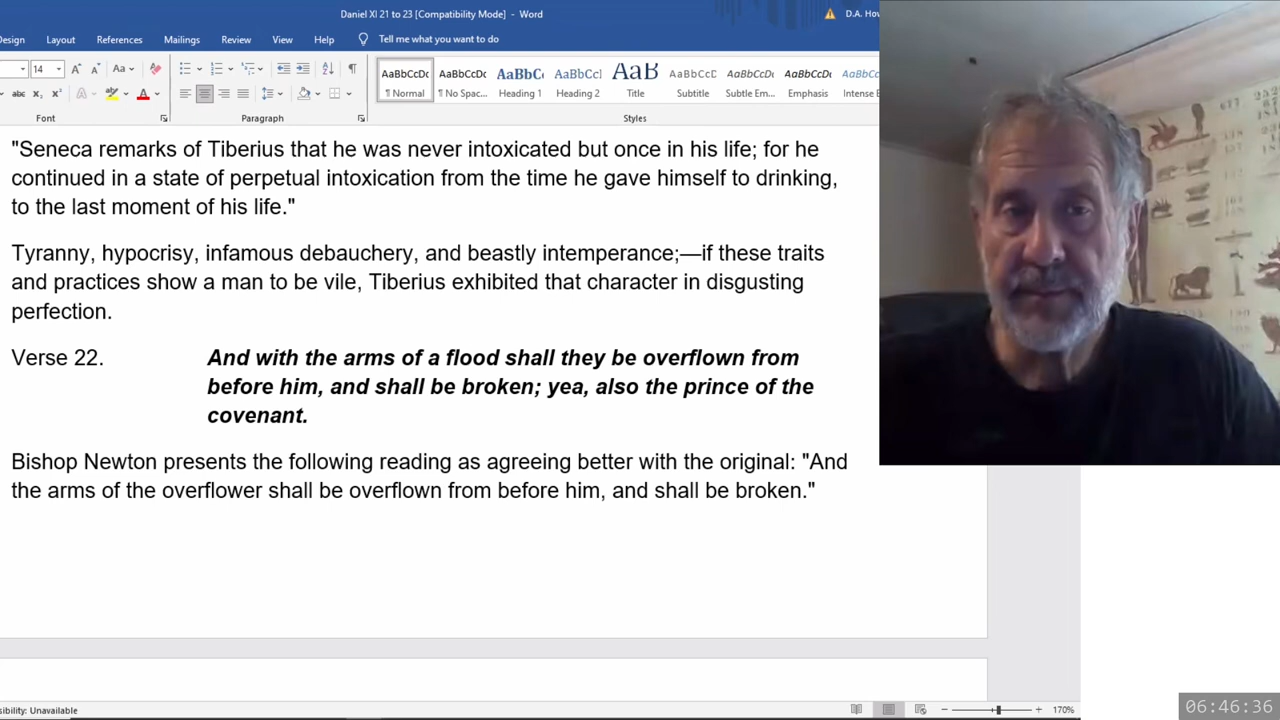 Daniel XI 21 to 23 [Compatibility Mode] - Word
D.A. Hov
Design Layout References Mailings Review View Help Tell me what you want to do
14 Aa
AaBbCcDc AaBbCcDc AaBbC AaBbCcl AaB AaBbCcD AaBbCcDc AaBbCcDc AaBbCcDc
¶ Normal ¶ No Spac... Heading 1 Heading 2 Title Subtitle Subtle Em... Emphasis Intense E
Font Paragraph Styles
"Seneca remarks of Tiberius that he was never intoxicated but once in his life; for he
continued in a state of perpetual intoxication from the time he gave himself to drinking,
to the last moment of his life."
Tyranny, hypocrisy, infamous debauchery, and beastly intemperance;—if these traits
and practices show a man to be vile, Tiberius exhibited that character in disgusting
perfection.
Verse 22. And with the arms of a flood shall they be overflown from
before him, and shall be broken; yea, also the prince of the
covenant.
Bishop Newton presents the following reading as agreeing better with the original: "And
the arms of the overflower shall be overflown from before him, and shall be broken."
sibility: Unavailable
170%
06:46:36